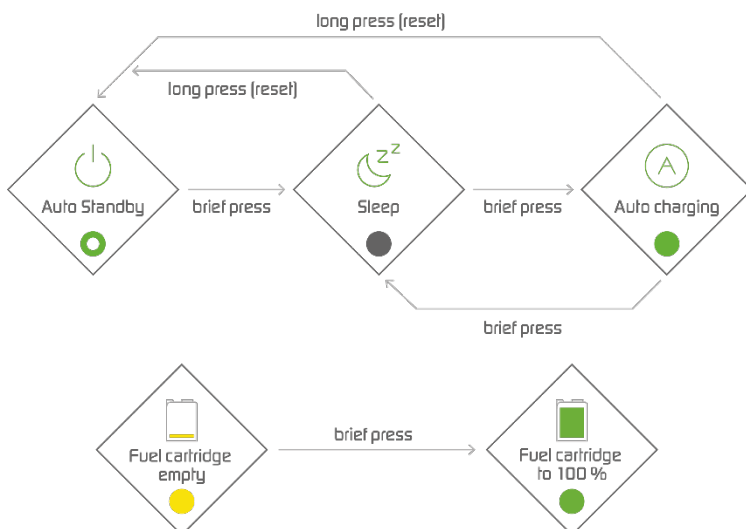 long press (reset)
long press (reset)
z z
Auto Standby
brief press
Sleep
brief press
A
Auto charging
brief press
Fuel cartridge
empty
brief press
Fuel cartridge
to 100 %